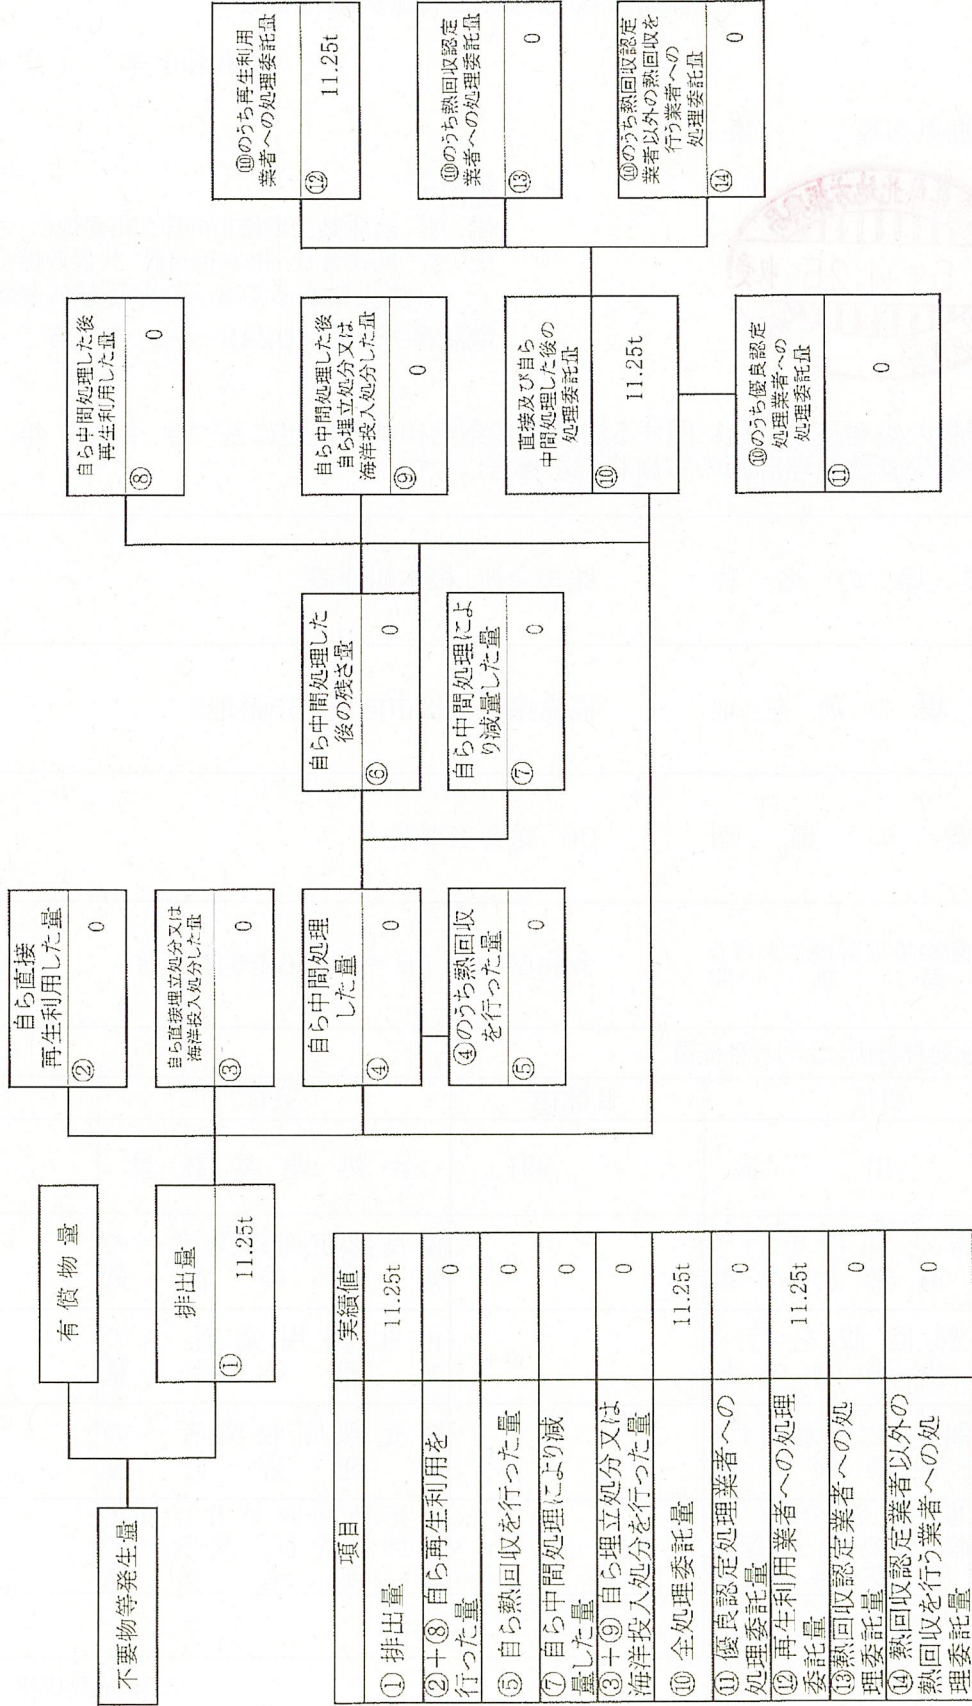 不要物等発生量
有償物量
排出量
①
11.25t
自ら直接
再生利用した量
②
0
自ら直接埋立処分又は
海洋投入処分した量
③
0
自ら中間処理
した量
④
0
④のうち熱回収
を行った量
⑤
0
自ら中間処理した
後の残さ量
⑥
0
自ら中間処理によ
り減量した量
⑦
0
自ら中間処理した後
再生利用した量
⑧
0
自ら中間処理した後
自ら埋立処分又は
海洋投入処分した量
⑨
0
直接及び自ら
中間処理した後の
処理委託量
⑩
11.25t
⑩のうち優良認定
処理業者への
処理委託量
⑪
0
⑩のうち再生利用
業者への処理委託量
⑫
11.25t
⑩のうち熱回収認定
業者への処理委託量
⑬
0
⑩のうち熱回収認定
業者以外の熱回収を
行う業者への
処理委託量
⑭
0
項目 実績値
①排出量 11.25t
②＋⑧自ら再生利用を
行った量 0
⑤自ら熱回収を行った量 0
⑦自ら中間処理により減
量した量 0
③＋⑨自ら埋立処分又は
海洋投入処分を行った量 0
⑩全処理委託量 11.25t
⑪優良認定処理業者への
処理委託量 0
⑫再生利用業者への処理
委託量 11.25t
⑬熱回収認定業者への処
理委託量 0
⑭熱回収認定業者以外の
熱回収を行う業者への処
理委託量 0